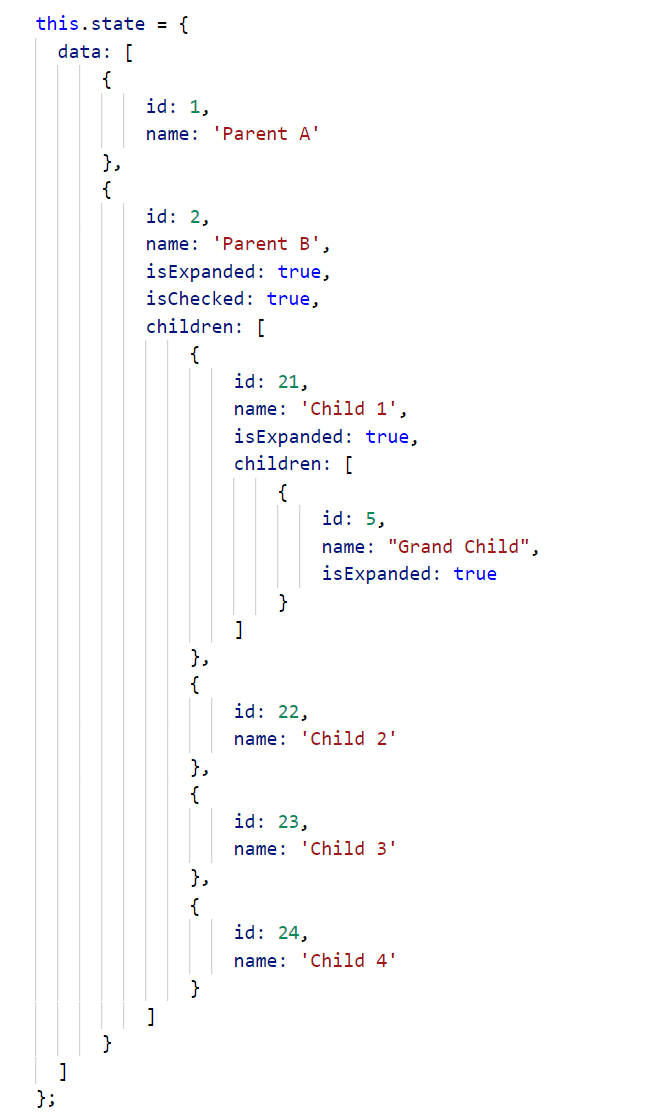 this.state = {
  data: [
      {
          id: 1,
          name: 'Parent A'
      },
      {
          id: 2,
          name: 'Parent B',
          isExpanded: true,
          isChecked: true,
          children: [
              {
                  id: 21,
                  name: 'Child 1',
                  isExpanded: true,
                  children: [
                      {
                          id: 5,
                          name: "Grand Child",
                          isExpanded: true
                      }
                  ]
              },
              {
                  id: 22,
                  name: 'Child 2'
              },
              {
                  id: 23,
                  name: 'Child 3'
              },
              {
                  id: 24,
                  name: 'Child 4'
              }
          ]
      }
  ]
};